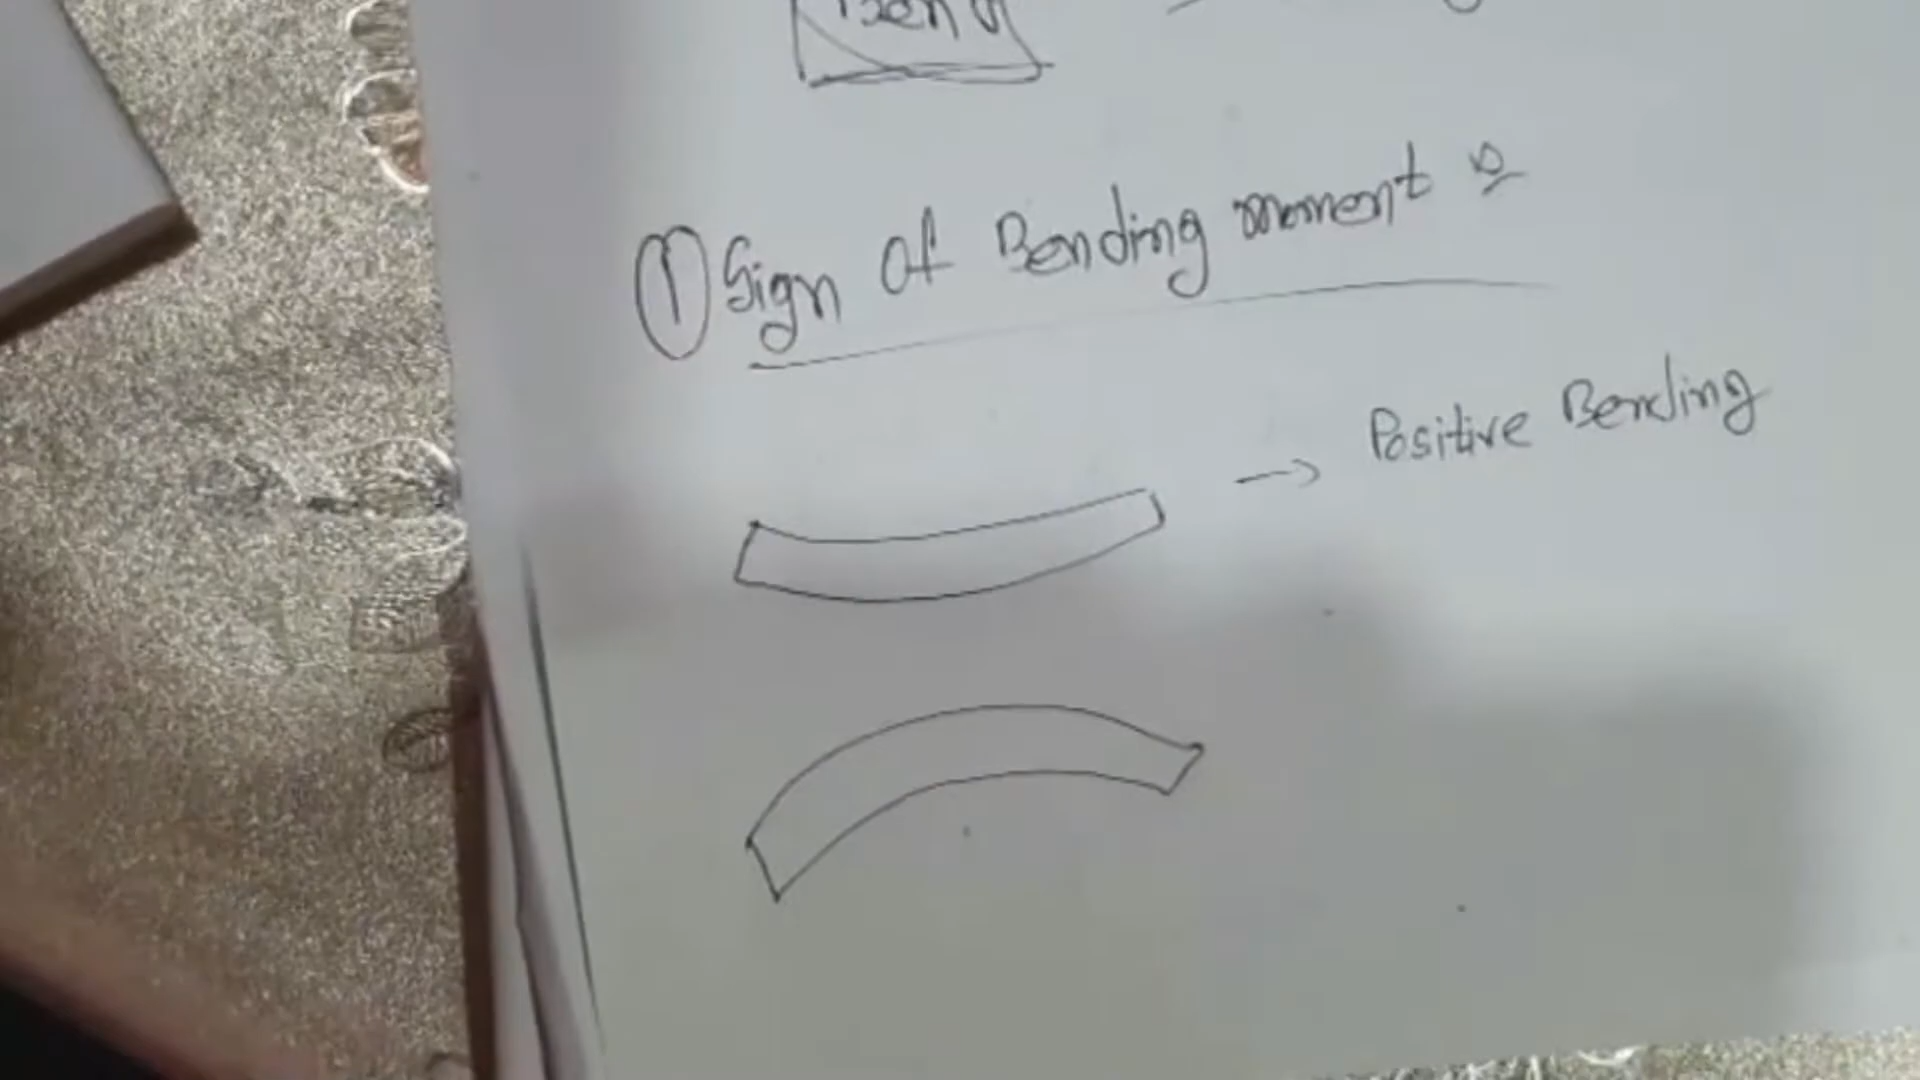 ① Sign of Bending moment :-
→ Positive Bending